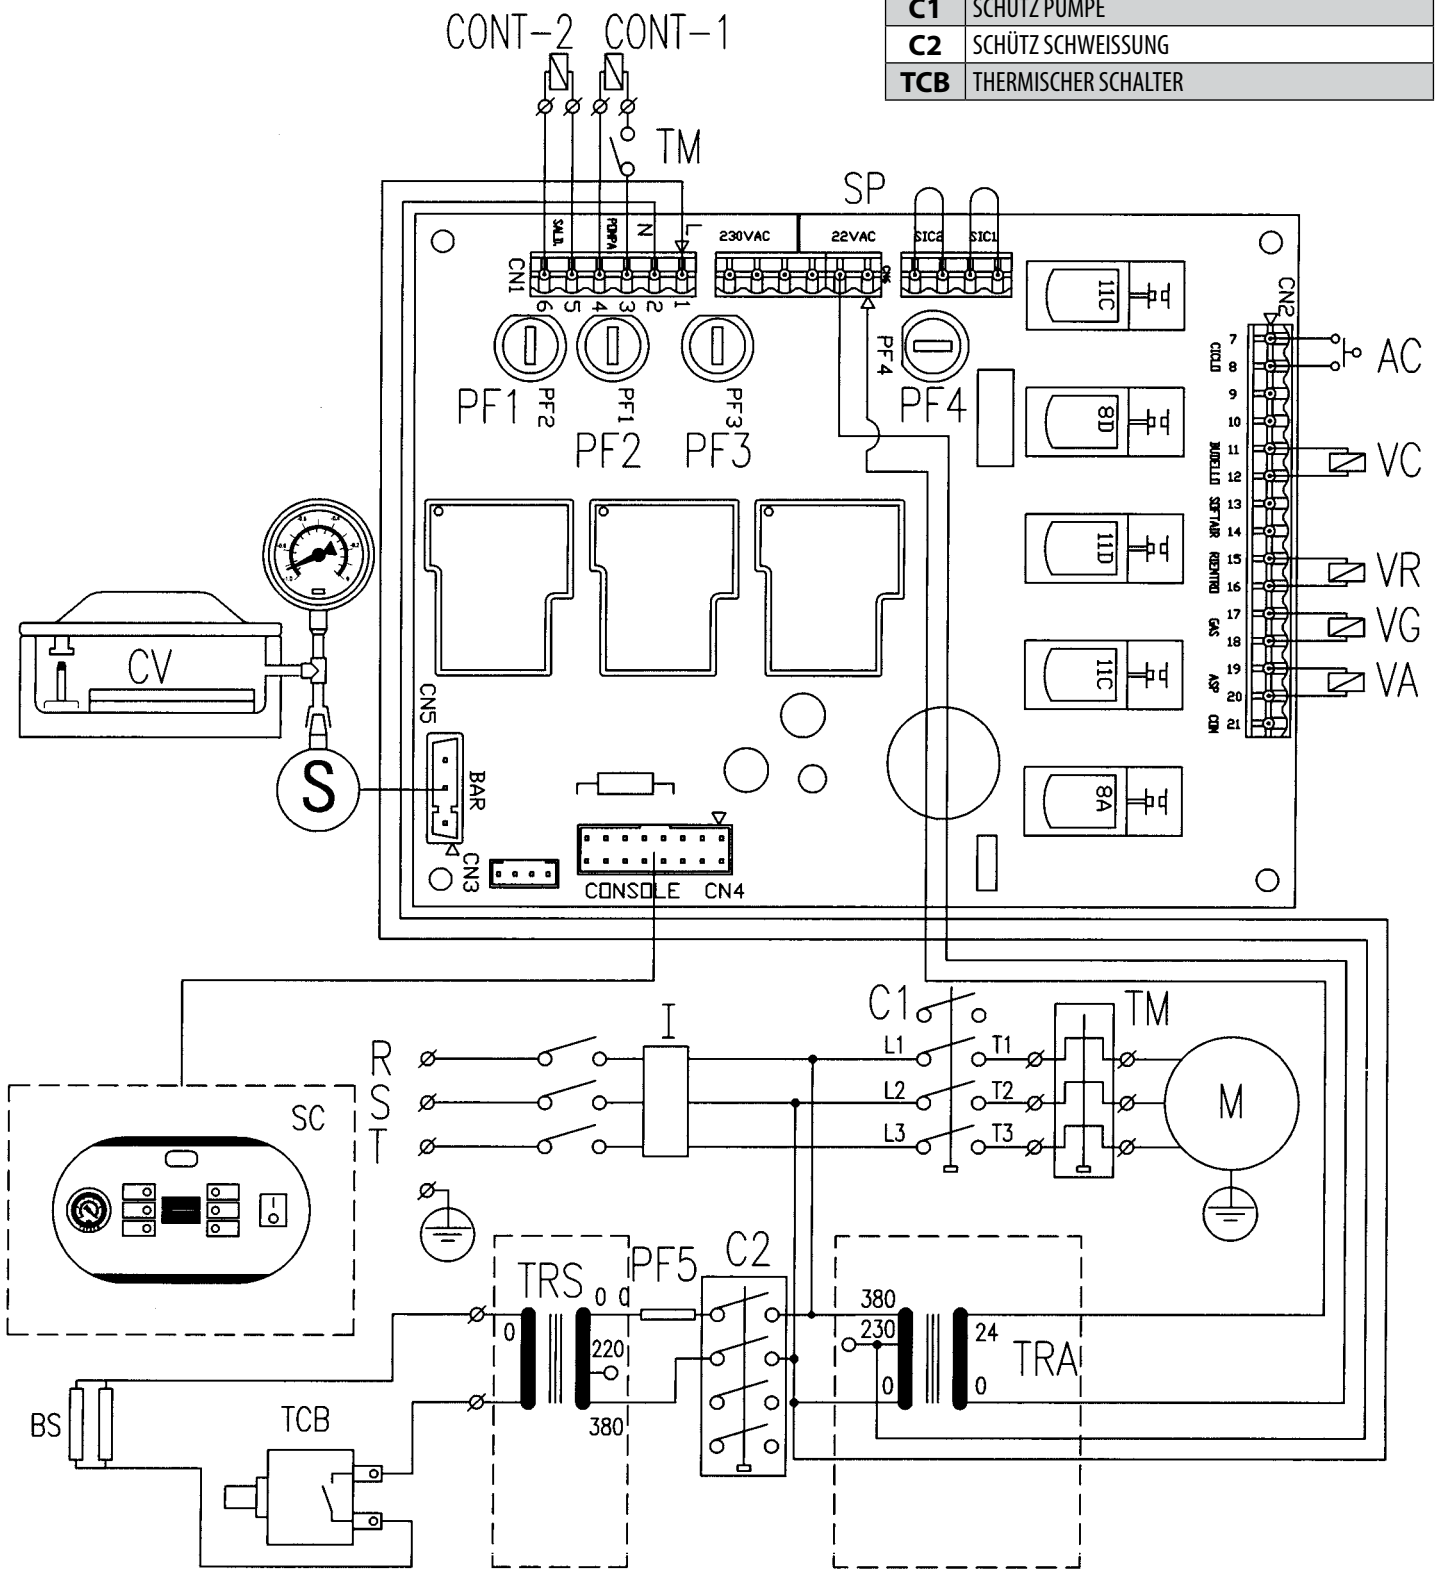 C1 SCHÜTZ PUMPE
C2 SCHÜTZ SCHWEISSUNG
TCB THERMISCHER SCHALTER
CONT-2 CONT-1
TM
SP
SALD. POMPA N L
230VAC 22VAC SIC2 SIC1
CN1
6 5 4 3 2 1
CN2
PF2 PF1 PF3 PF4
PF1 PF2 PF3 PF4
11C
8D
11D
11C
8A
7
8
9
10
11
12
13
14
15
16
17
18
19
20
21
CICLO
BUDELLO
SOFTAIR
RIENTRO
GAS
ASP
CON
AC
VC
VR
VG
VA
CV
S
CN5
BAR
CN3
CONSOLE CN4
I
C1
TM
R
S
T
L1 T1
L2 T2
L3 T3
M
SC
TRS
0 0
0
220
380
PF5
C2
380
230
0
24
0
TRA
BS
TCB